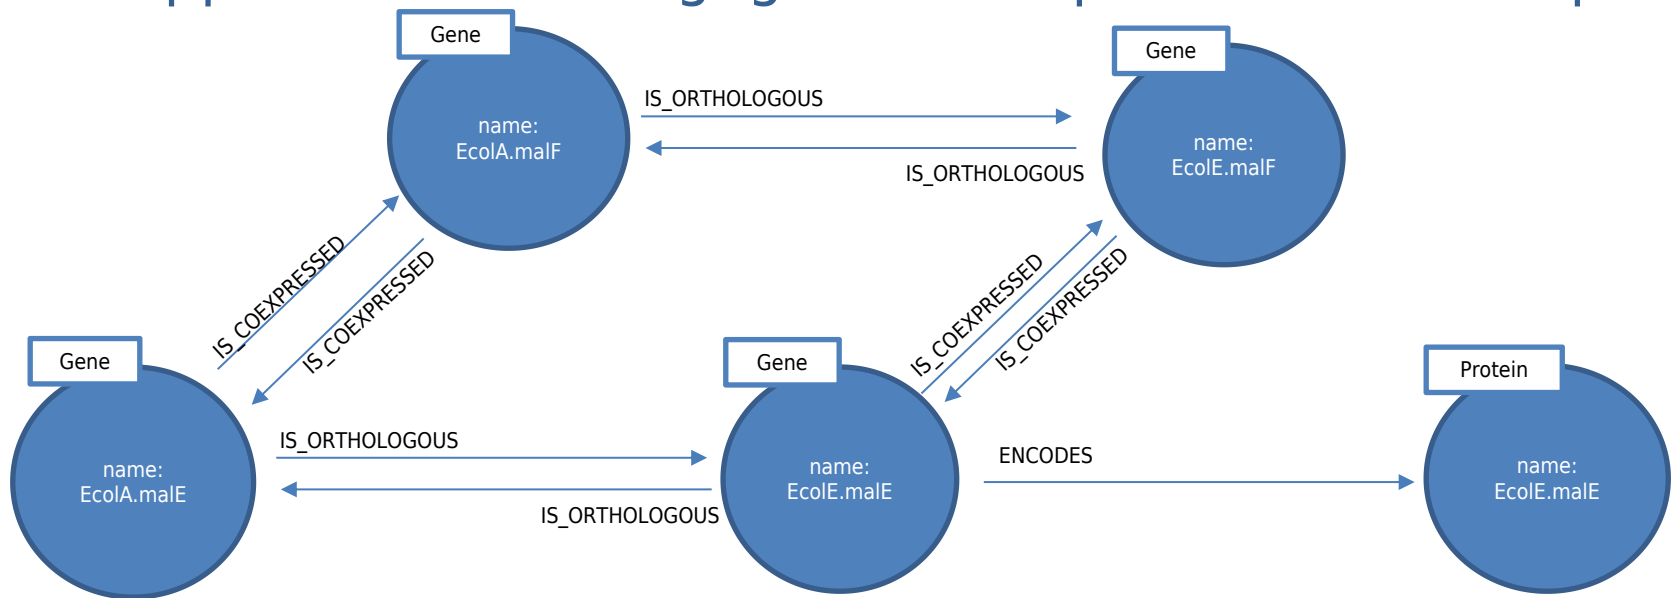 Gene
name:
EcolA.malF
IS_ORTHOLOGOUS
IS_ORTHOLOGOUS
Gene
name:
EcolE.malF
IS_COEXPRESSED
IS_COEXPRESSED
IS_COEXPRESSED
IS_COEXPRESSED
Gene
name:
EcolA.malE
IS_ORTHOLOGOUS
IS_ORTHOLOGOUS
Gene
name:
EcolE.malE
ENCODES
Protein
name:
EcolE.malE